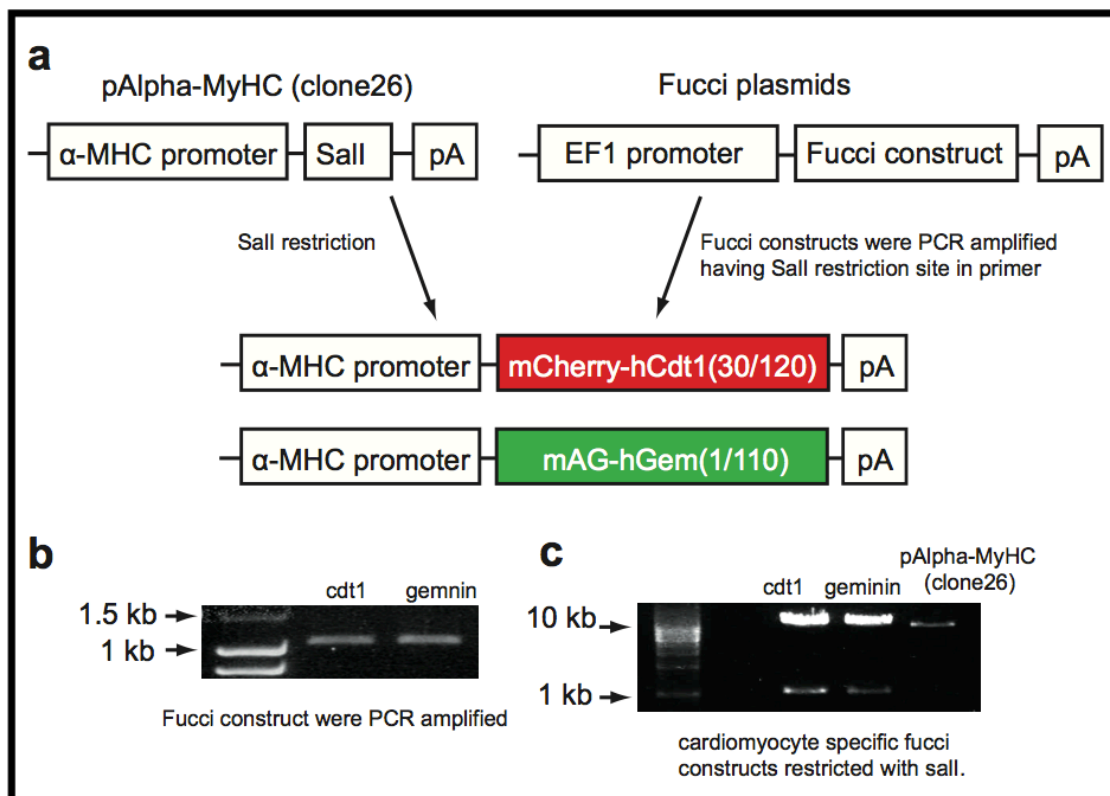 a
pAlpha-MyHC (clone26)
Fucci plasmids
α-MHC promoter
SalI
pA
EF1 promoter
Fucci construct
pA
SalI restriction
Fucci constructs were PCR amplified
having SalI restriction site in primer
α-MHC promoter
mCherry-hCdt1(30/120)
pA
α-MHC promoter
mAG-hGem(1/110)
pA
b
cdt1
gemnin
1.5 kb
1 kb
Fucci construct were PCR amplified
c
cdt1
geminin
pAlpha-MyHC
(clone26)
10 kb
1 kb
cardiomyocyte specific fucci
constructs restricted with salI.